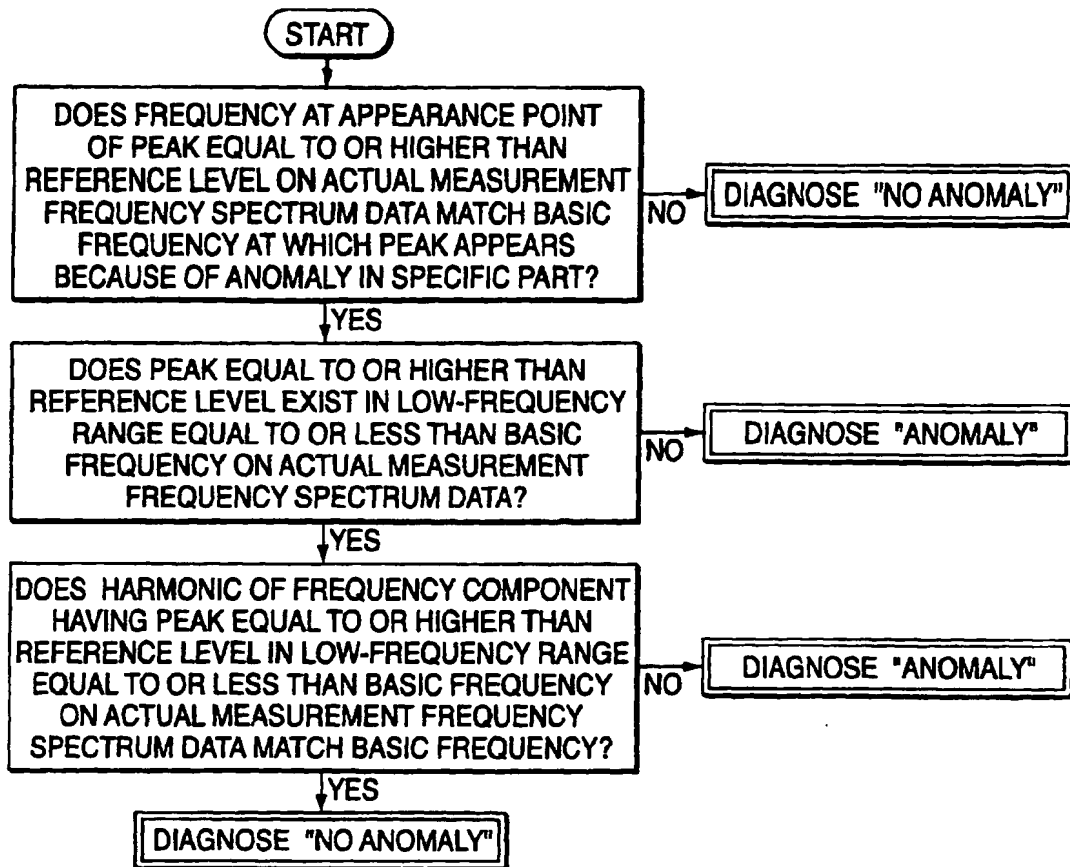 START
DOES FREQUENCY AT APPEARANCE POINT
OF PEAK EQUAL TO OR HIGHER THAN
REFERENCE LEVEL ON ACTUAL MEASUREMENT
FREQUENCY SPECTRUM DATA MATCH BASIC
FREQUENCY AT WHICH PEAK APPEARS
BECAUSE OF ANOMALY IN SPECIFIC PART?
NO
DIAGNOSE "NO ANOMALY"
YES
DOES PEAK EQUAL TO OR HIGHER THAN
REFERENCE LEVEL EXIST IN LOW-FREQUENCY
RANGE EQUAL TO OR LESS THAN BASIC
FREQUENCY ON ACTUAL MEASUREMENT
FREQUENCY SPECTRUM DATA?
NO
DIAGNOSE "ANOMALY"
YES
DOES HARMONIC OF FREQUENCY COMPONENT
HAVING PEAK EQUAL TO OR HIGHER THAN
REFERENCE LEVEL IN LOW-FREQUENCY RANGE
EQUAL TO OR LESS THAN BASIC FREQUENCY
ON ACTUAL MEASUREMENT FREQUENCY
SPECTRUM DATA MATCH BASIC FREQUENCY?
NO
DIAGNOSE "ANOMALY"
YES
DIAGNOSE "NO ANOMALY"